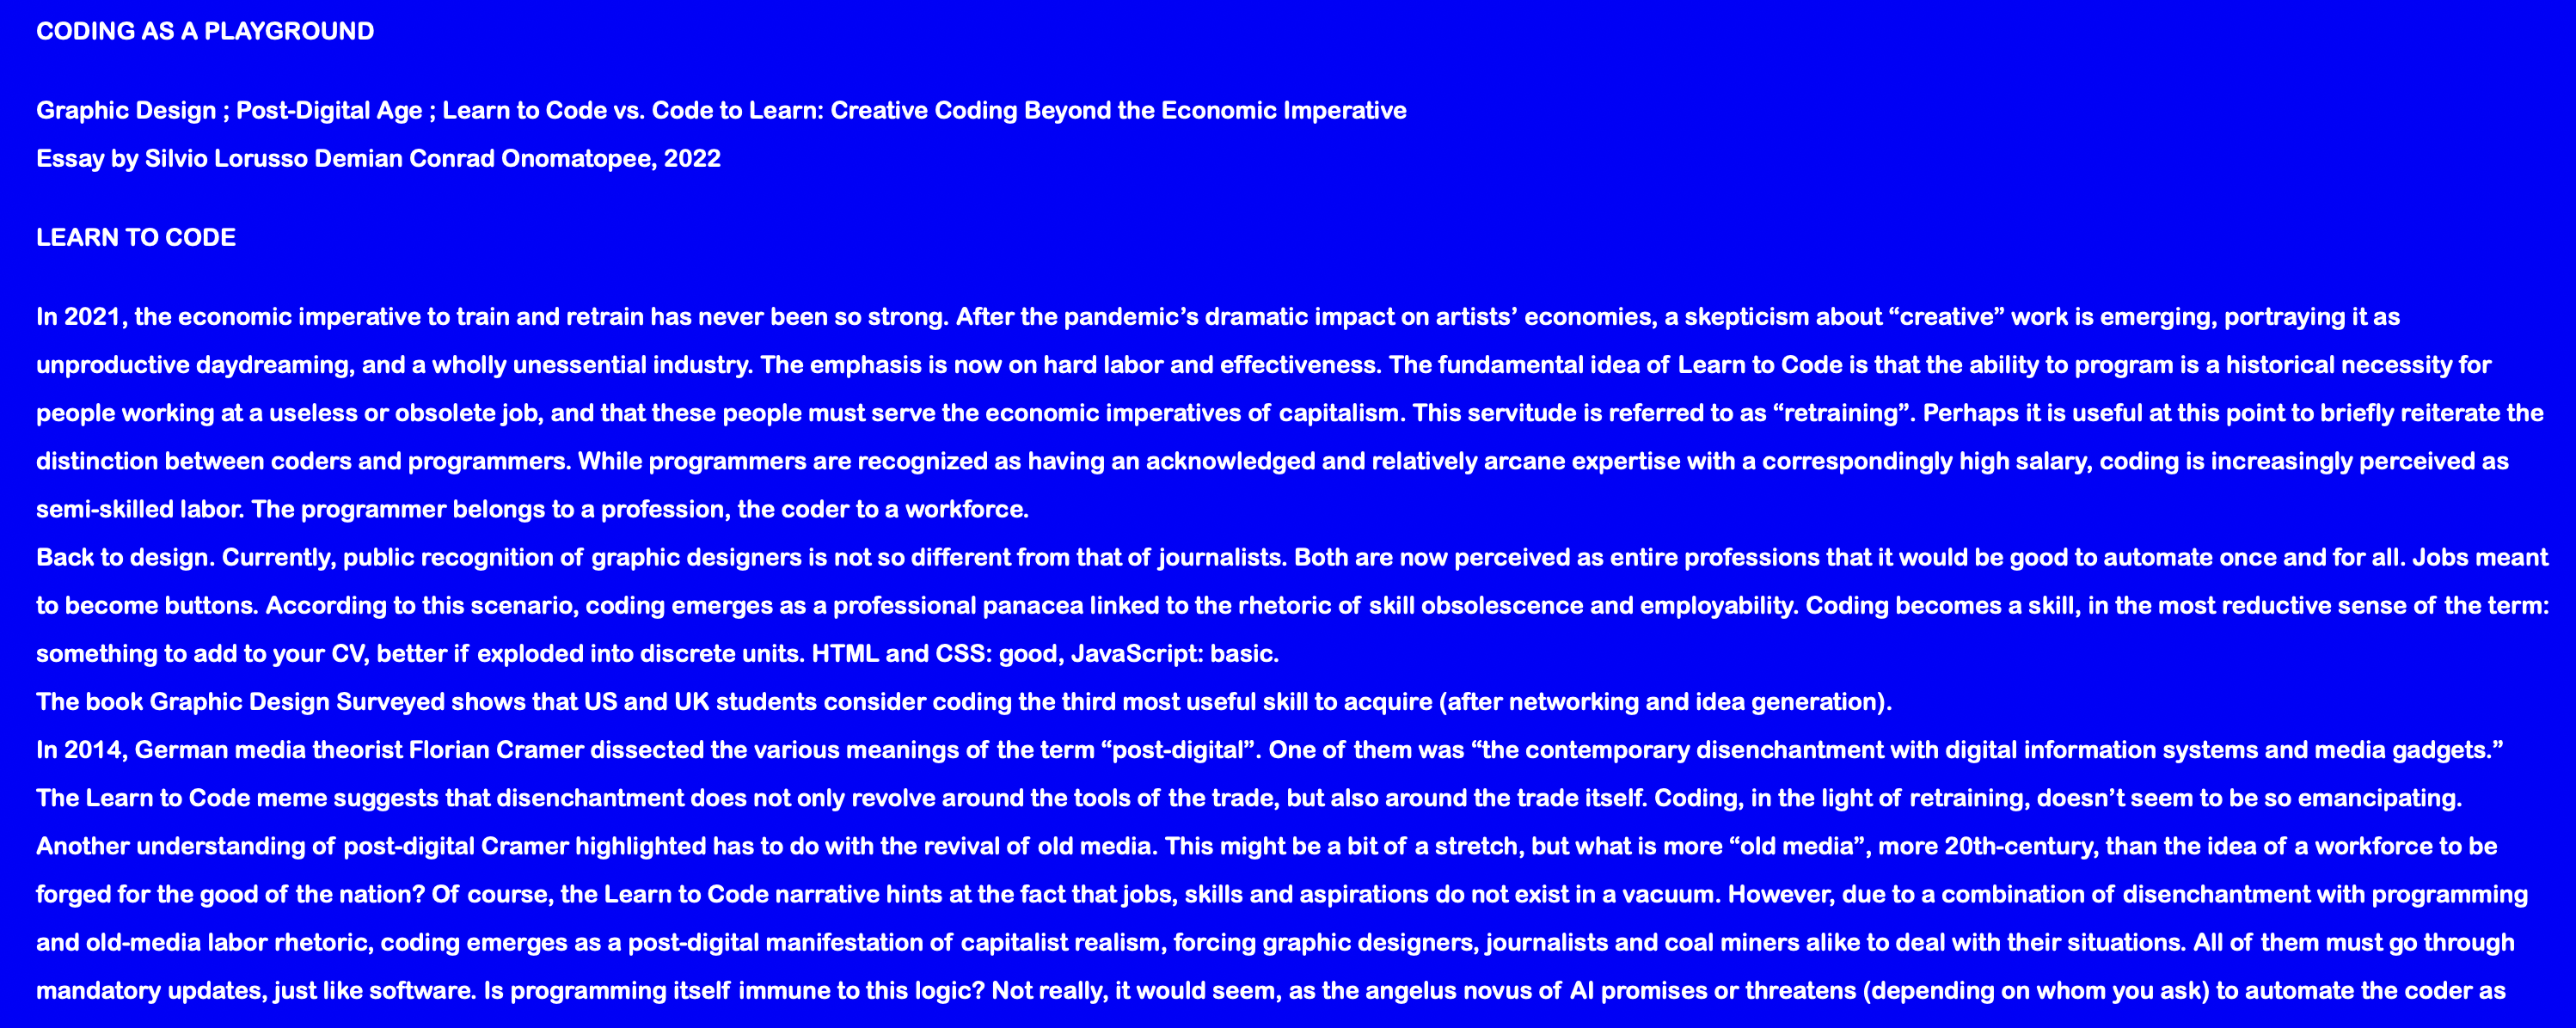 CODING AS A PLAYGROUND
Graphic Design ; Post-Digital Age ; Learn to Code vs. Code to Learn: Creative Coding Beyond the Economic Imperative
Essay by Silvio Lorusso Demian Conrad Onomatopee, 2022
LEARN TO CODE
In 2021, the economic imperative to train and retrain has never been so strong. After the pandemic’s dramatic impact on artists’ economies, a skepticism about “creative” work is emerging, portraying it as
unproductive daydreaming, and a wholly unessential industry. The emphasis is now on hard labor and effectiveness. The fundamental idea of Learn to Code is that the ability to program is a historical necessity for
people working at a useless or obsolete job, and that these people must serve the economic imperatives of capitalism. This servitude is referred to as “retraining”. Perhaps it is useful at this point to briefly reiterate the
distinction between coders and programmers. While programmers are recognized as having an acknowledged and relatively arcane expertise with a correspondingly high salary, coding is increasingly perceived as
semi-skilled labor. The programmer belongs to a profession, the coder to a workforce.
Back to design. Currently, public recognition of graphic designers is not so different from that of journalists. Both are now perceived as entire professions that it would be good to automate once and for all. Jobs meant
to become buttons. According to this scenario, coding emerges as a professional panacea linked to the rhetoric of skill obsolescence and employability. Coding becomes a skill, in the most reductive sense of the term:
something to add to your CV, better if exploded into discrete units. HTML and CSS: good, JavaScript: basic.
The book Graphic Design Surveyed shows that US and UK students consider coding the third most useful skill to acquire (after networking and idea generation).
In 2014, German media theorist Florian Cramer dissected the various meanings of the term “post-digital”. One of them was “the contemporary disenchantment with digital information systems and media gadgets.”
The Learn to Code meme suggests that disenchantment does not only revolve around the tools of the trade, but also around the trade itself. Coding, in the light of retraining, doesn’t seem to be so emancipating.
Another understanding of post-digital Cramer highlighted has to do with the revival of old media. This might be a bit of a stretch, but what is more “old media”, more 20th-century, than the idea of a workforce to be
forged for the good of the nation? Of course, the Learn to Code narrative hints at the fact that jobs, skills and aspirations do not exist in a vacuum. However, due to a combination of disenchantment with programming
and old-media labor rhetoric, coding emerges as a post-digital manifestation of capitalist realism, forcing graphic designers, journalists and coal miners alike to deal with their situations. All of them must go through
mandatory updates, just like software. Is programming itself immune to this logic? Not really, it would seem, as the angelus novus of AI promises or threatens (depending on whom you ask) to automate the coder as